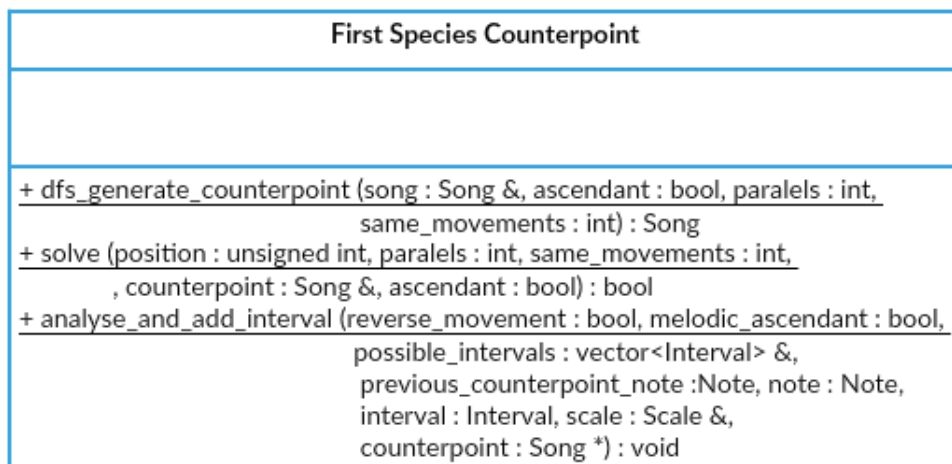 First Species Counterpoint
+ dfs_generate_counterpoint (song : Song &, ascendant : bool, paralels : int,
same_movements : int) : Song
+ solve (position : unsigned int, paralels : int, same_movements : int,
, counterpoint : Song &, ascendant : bool) : bool
+ analyse_and_add_interval (reverse_movement : bool, melodic_ascendant : bool,
possible_intervals : vector<Interval> &,
previous_counterpoint_note :Note, note : Note,
interval : Interval, scale : Scale &,
counterpoint : Song *) : void